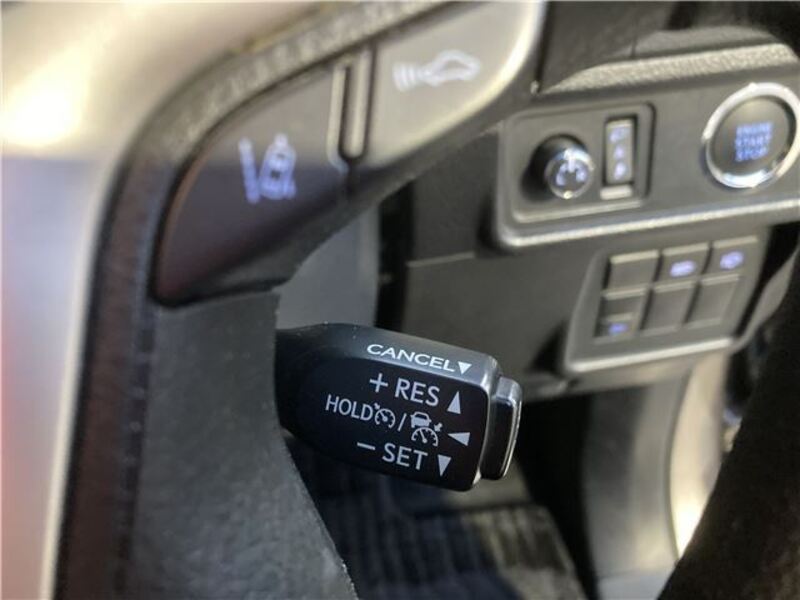 ENGINE
START
STOP
CANCEL▼
+ RES ▲
HOLD /
− SET ▼